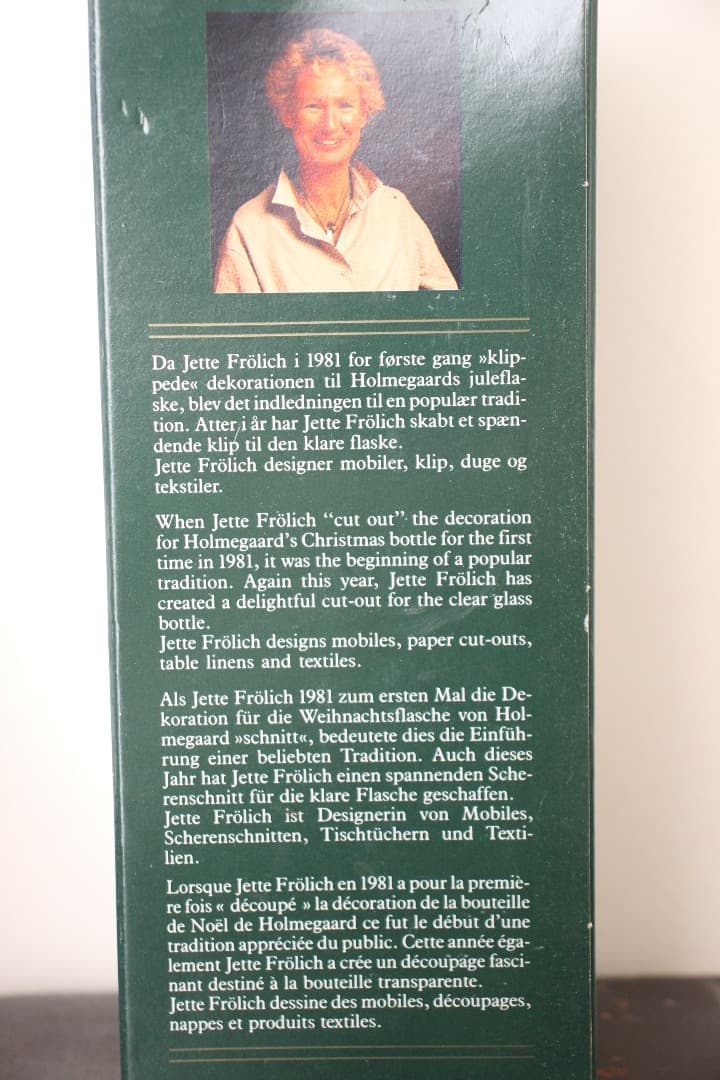 Da Jette Frölich i 1981 for første gang »klip-
pede« dekorationen til Holmegaards julefla-
ske, blev det indledningen til en populær tradi-
tion. Atter i år har Jette Frölich skabt et spæn-
dende klip til den klare flaske.
Jette Frölich designer mobiler, klip, duge og
tekstiler.
When Jette Frölich “cut out” the decoration
for Holmegaard’s Christmas bottle for the first
time in 1981, it was the beginning of a popular
tradition. Again this year, Jette Frölich has
created a delightful cut-out for the clear glass
bottle.
Jette Frölich designs mobiles, paper cut-outs,
table linens and textiles.
Als Jette Frölich 1981 zum ersten Mal die De-
koration für die Weihnachtsflasche von Hol-
megaard »schnitt«, bedeutete dies die Einfüh-
rung einer beliebten Tradition. Auch dieses
Jahr hat Jette Frölich einen spannenden Sche-
renschnitt für die klare Flasche geschaffen.
Jette Frölich ist Designerin von Mobiles,
Scherenschnitten, Tischtüchern und Texti-
lien.
Lorsque Jette Frölich en 1981 a pour la premiè-
re fois « découpé » la décoration de la bouteille
de Noël de Holmegaard ce fut le début d’une
tradition appréciée du public. Cette année éga-
lement Jette Frölich a crée un découpage fasci-
nant destiné à la bouteille transparente.
Jette Frölich dessine des mobiles, découpages,
nappes et produits textiles.